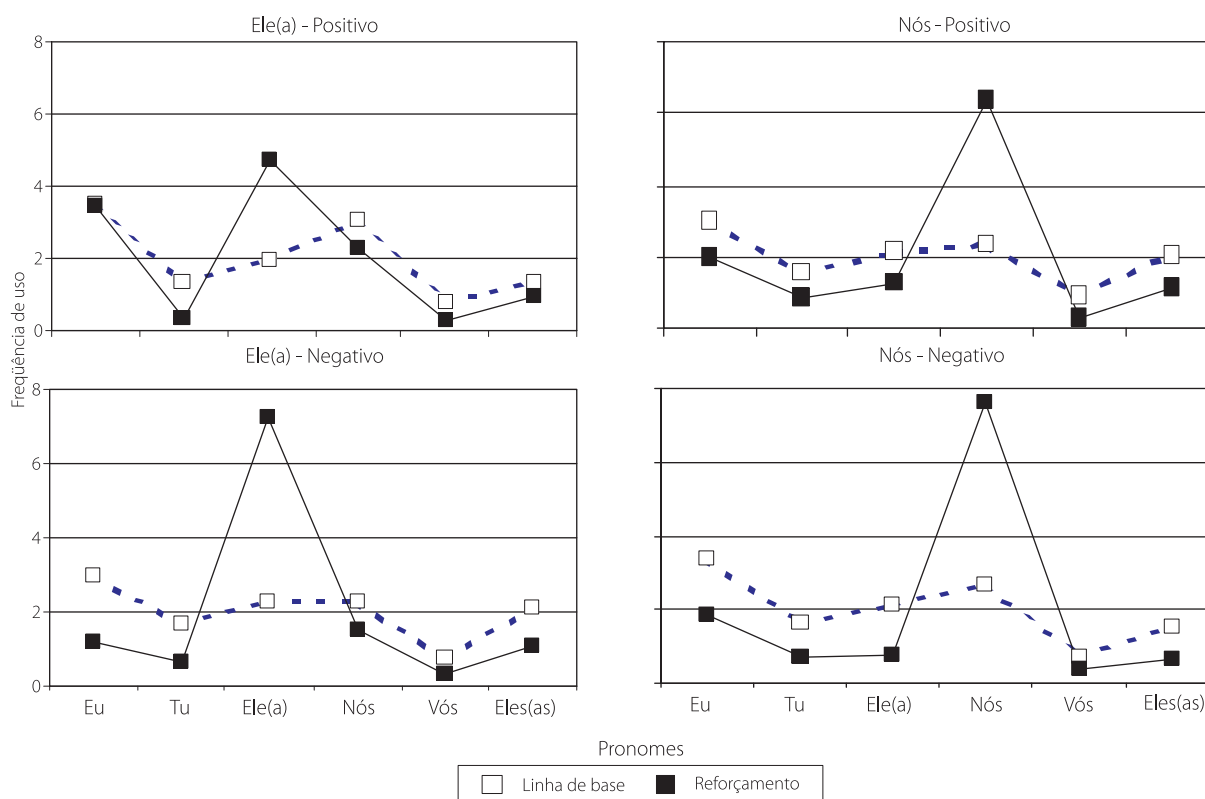 Ele(a) - Positivo
Nós - Positivo
8
6
4
2
0
Freqüência de uso
Ele(a) - Negativo
Nós - Negativo
8
6
4
2
0
Eu Tu Ele(a) Nós Vós Eles(as)
Eu Tu Ele(a) Nós Vós Eles(as)
Pronomes
Linha de base Reforçamento